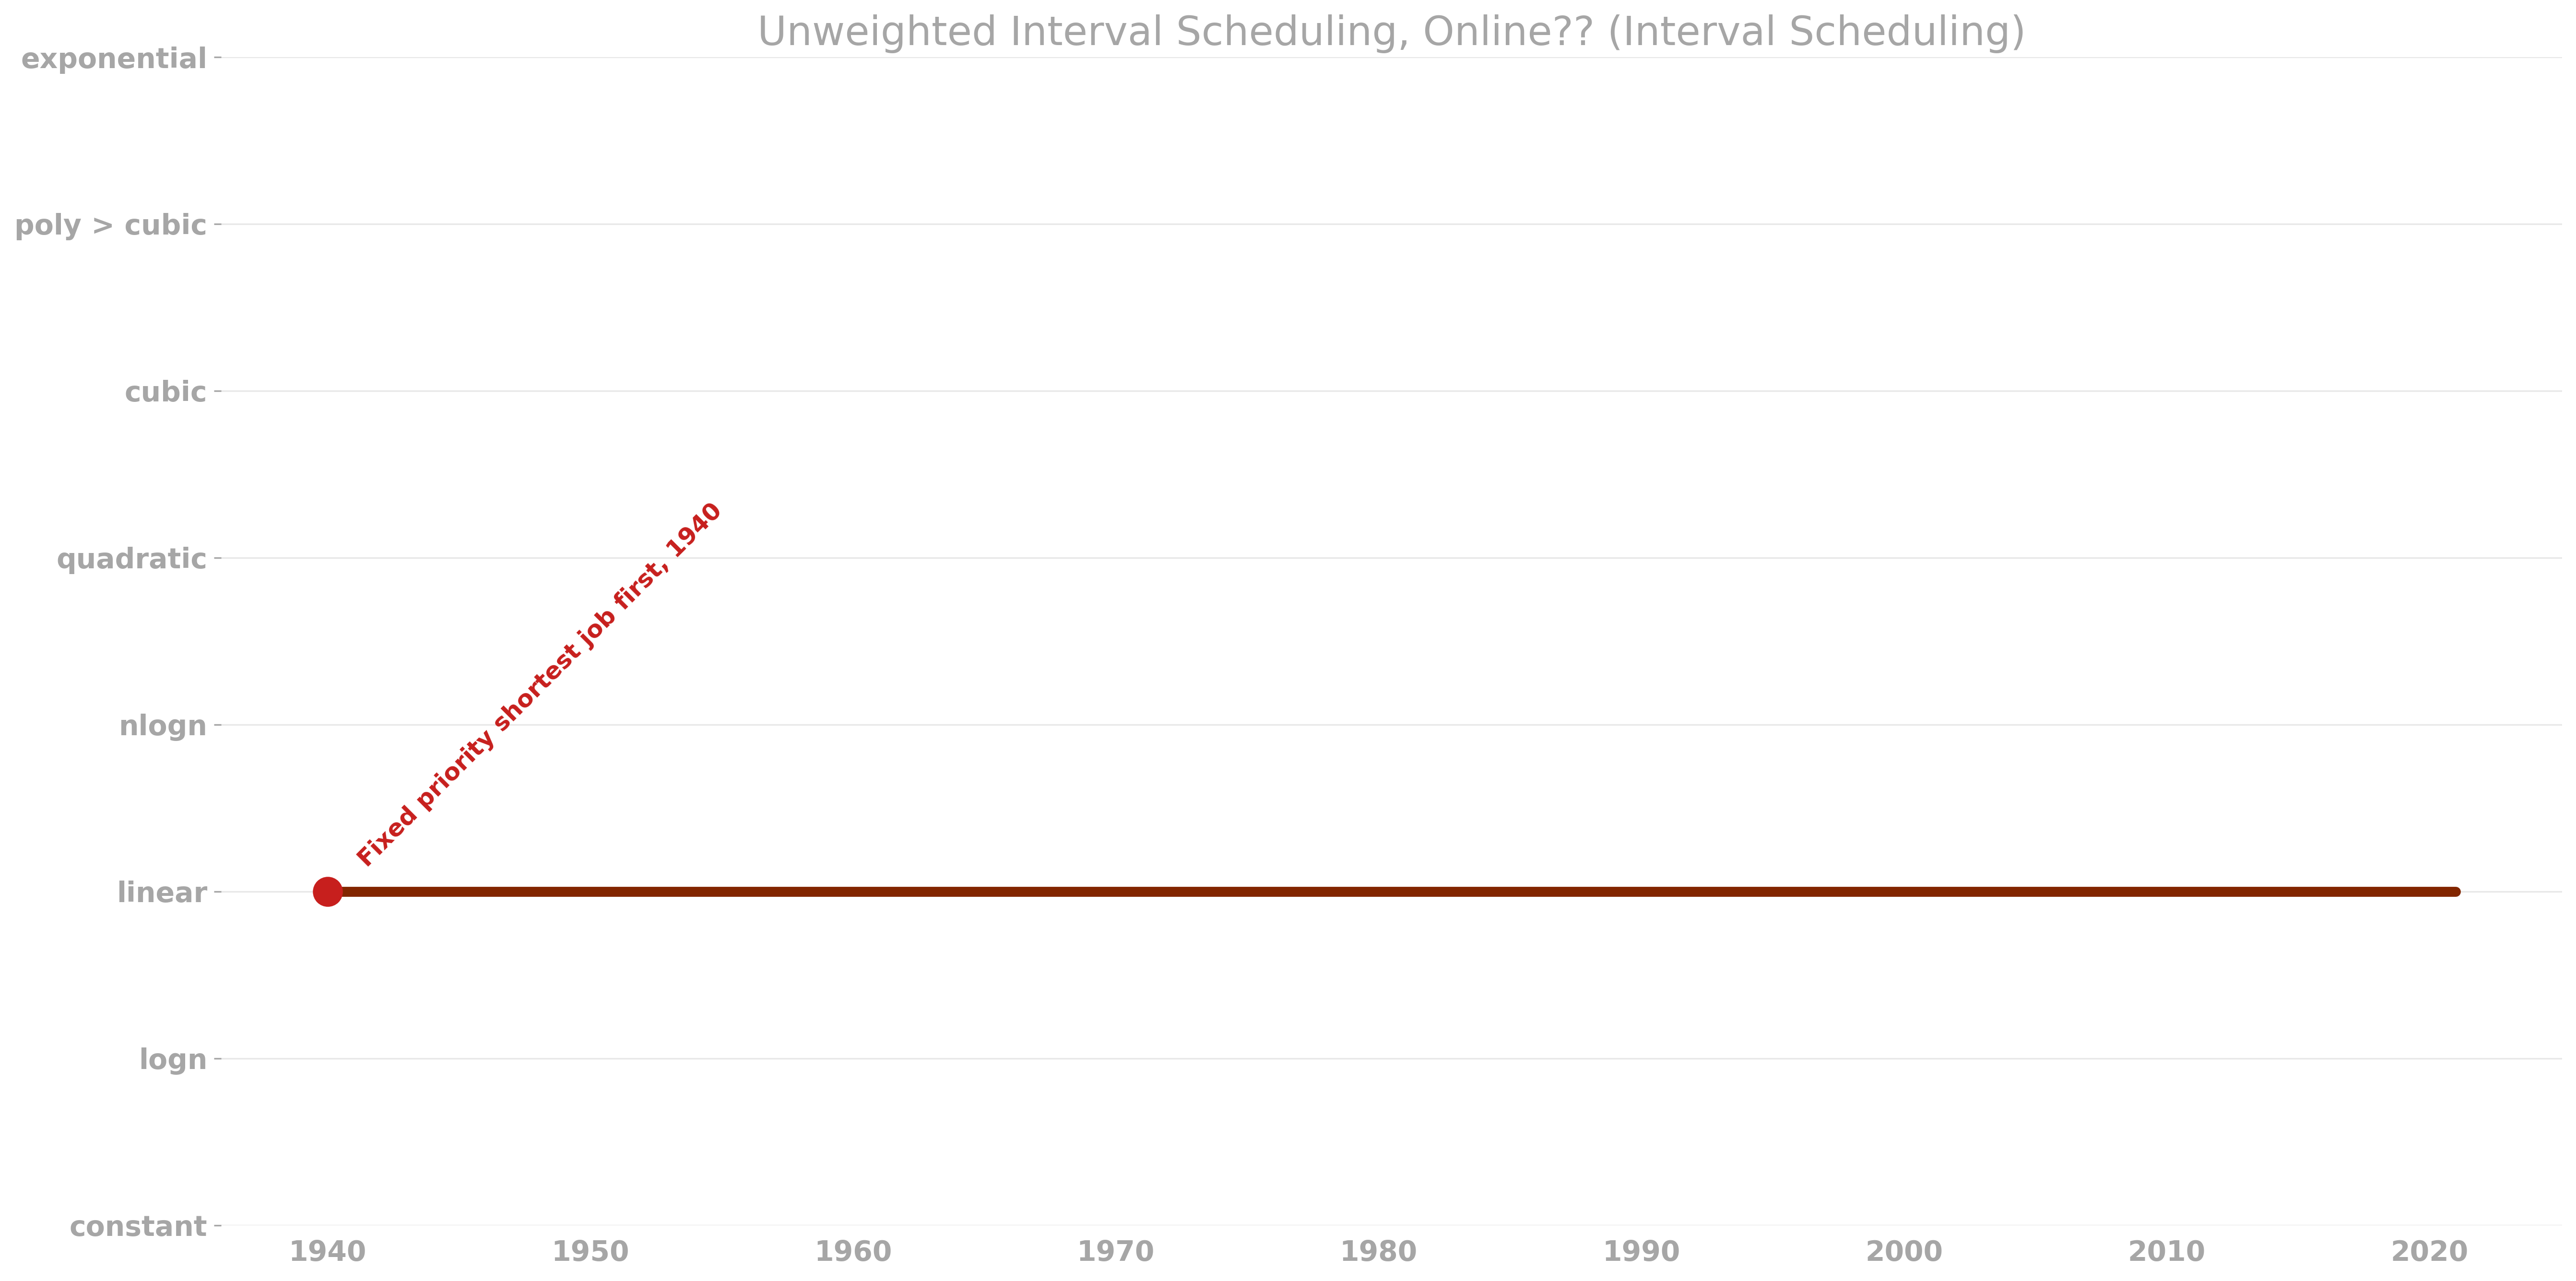 Unweighted Interval Scheduling, Online?? (Interval Scheduling)
exponential
poly > cubic
cubic
quadratic
nlogn
linear
logn
constant
Fixed priority shortest job first, 1940
1940 1950 1960 1970 1980 1990 2000 2010 2020